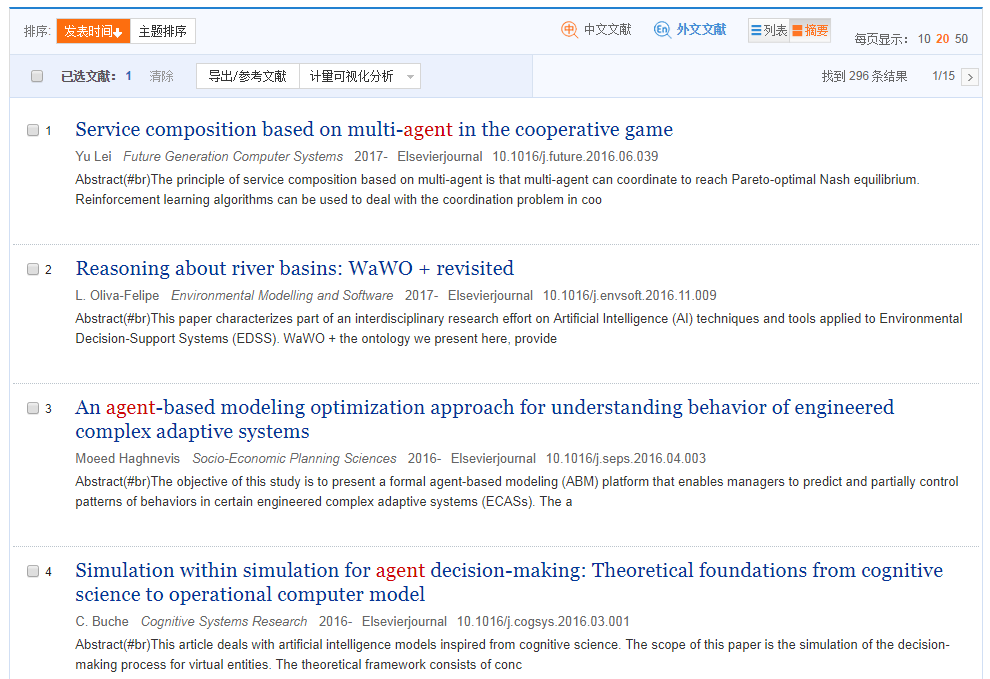 排序: 发表时间↓ 主题排序 中 中文文献 En 外文文献 列表 摘要 每页显示: 10 20 50
已选文献: 1 清除 导出/参考文献 计量可视化分析 找到 296 条结果 1/15 >
1 Service composition based on multi-agent in the cooperative game
Yu Lei Future Generation Computer Systems 2017- Elsevierjournal 10.1016/j.future.2016.06.039
Abstract(#br)The principle of service composition based on multi-agent is that multi-agent can coordinate to reach Pareto-optimal Nash equilibrium.
Reinforcement learning algorithms can be used to deal with the coordination problem in coo
2 Reasoning about river basins: WaWO + revisited
L. Oliva-Felipe Environmental Modelling and Software 2017- Elsevierjournal 10.1016/j.envsoft.2016.11.009
Abstract(#br)This paper characterizes part of an interdisciplinary research effort on Artificial Intelligence (AI) techniques and tools applied to Environmental
Decision-Support Systems (EDSS). WaWO + the ontology we present here, provide
3 An agent-based modeling optimization approach for understanding behavior of engineered
complex adaptive systems
Moeed Haghnevis Socio-Economic Planning Sciences 2016- Elsevierjournal 10.1016/j.seps.2016.04.003
Abstract(#br)The objective of this study is to present a formal agent-based modeling (ABM) platform that enables managers to predict and partially control
patterns of behaviors in certain engineered complex adaptive systems (ECASs). The a
4 Simulation within simulation for agent decision-making: Theoretical foundations from cognitive
science to operational computer model
C. Buche Cognitive Systems Research 2016- Elsevierjournal 10.1016/j.cogsys.2016.03.001
Abstract(#br)This article deals with artificial intelligence models inspired from cognitive science. The scope of this paper is the simulation of the decision-
making process for virtual entities. The theoretical framework consists of conc